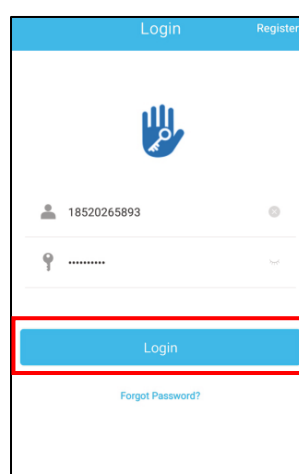 Login
Register
18520265893
••••••••••
Login
Forgot Password?